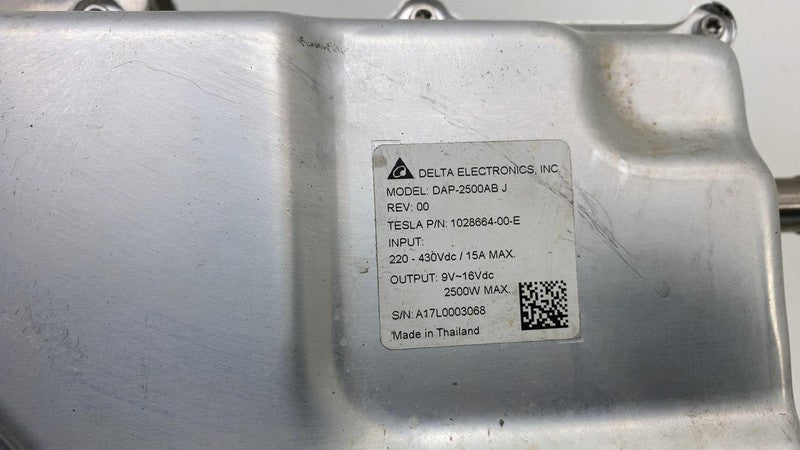 DELTA ELECTRONICS, INC
MODEL: DAP-2500AB J
REV: 00
TESLA P/N: 1028664-00-E
INPUT:
220 - 430Vdc / 15A MAX.
OUTPUT: 9V~16Vdc
2500W MAX.
S/N: A17L0003068
Made in Thailand